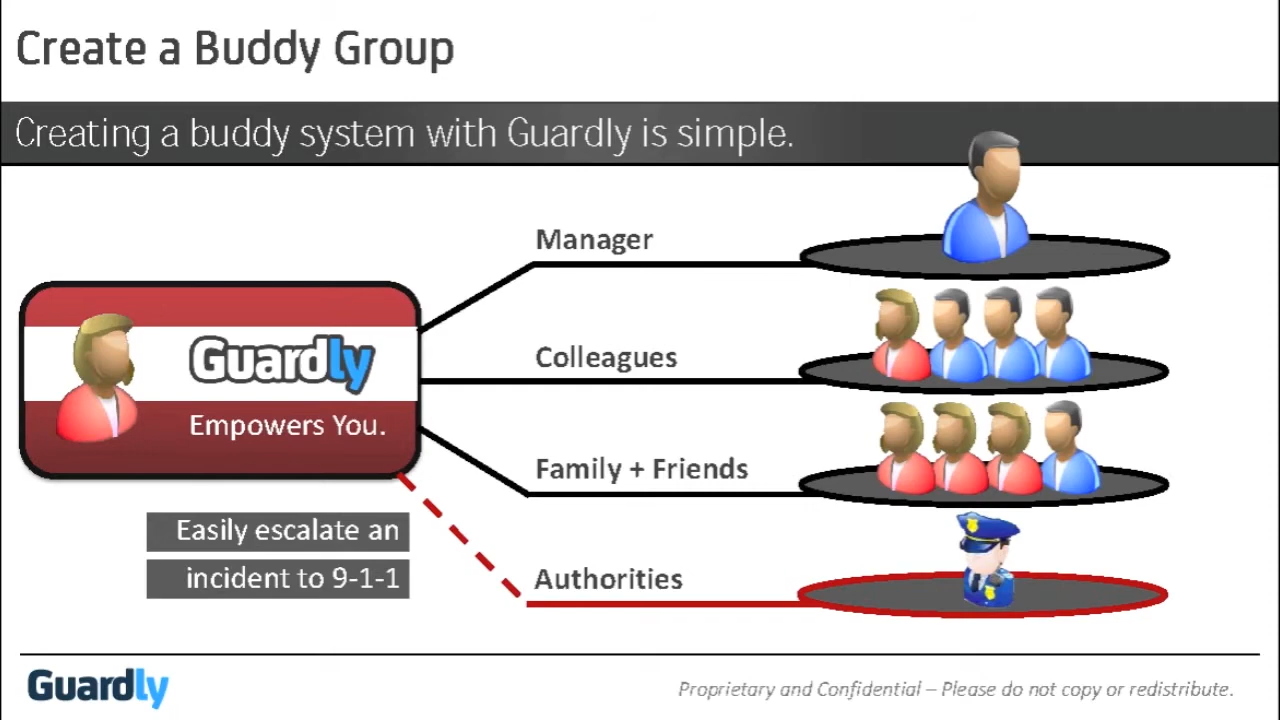 Create a Buddy Group
Creating a buddy system with Guardly is simple.
Manager
Guardly
Empowers You.
Colleagues
Family + Friends
Easily escalate an
incident to 9-1-1
Authorities
Guardly
Proprietary and Confidential – Please do not copy or redistribute.